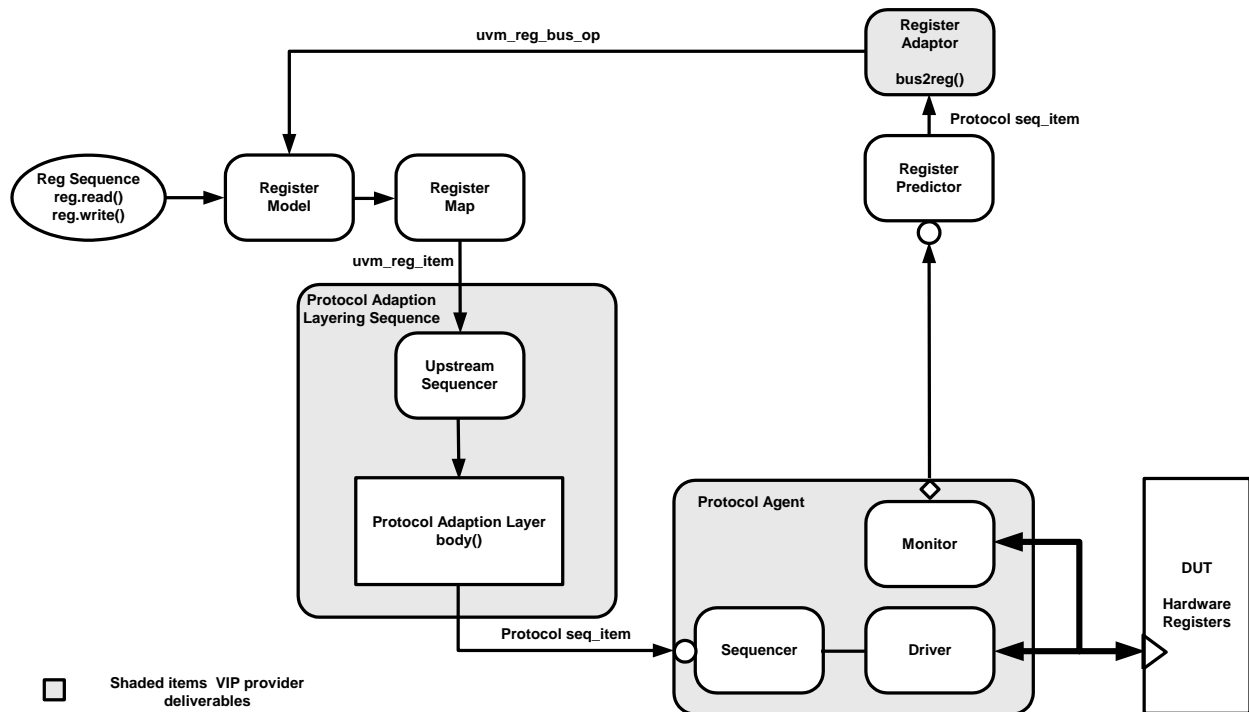 Register
Adaptor
bus2reg()
uvm_reg_bus_op
Protocol seq_item
Register
Predictor
Reg Sequence
reg.read()
reg.write()
Register
Model
Register
Map
uvm_reg_item
Protocol Adaption
Layering Sequence
Upstream
Sequencer
Protocol Adaption Layer
body()
Protocol seq_item
Protocol Agent
Monitor
Sequencer
Driver
DUT
Hardware
Registers
Shaded items VIP provider
deliverables